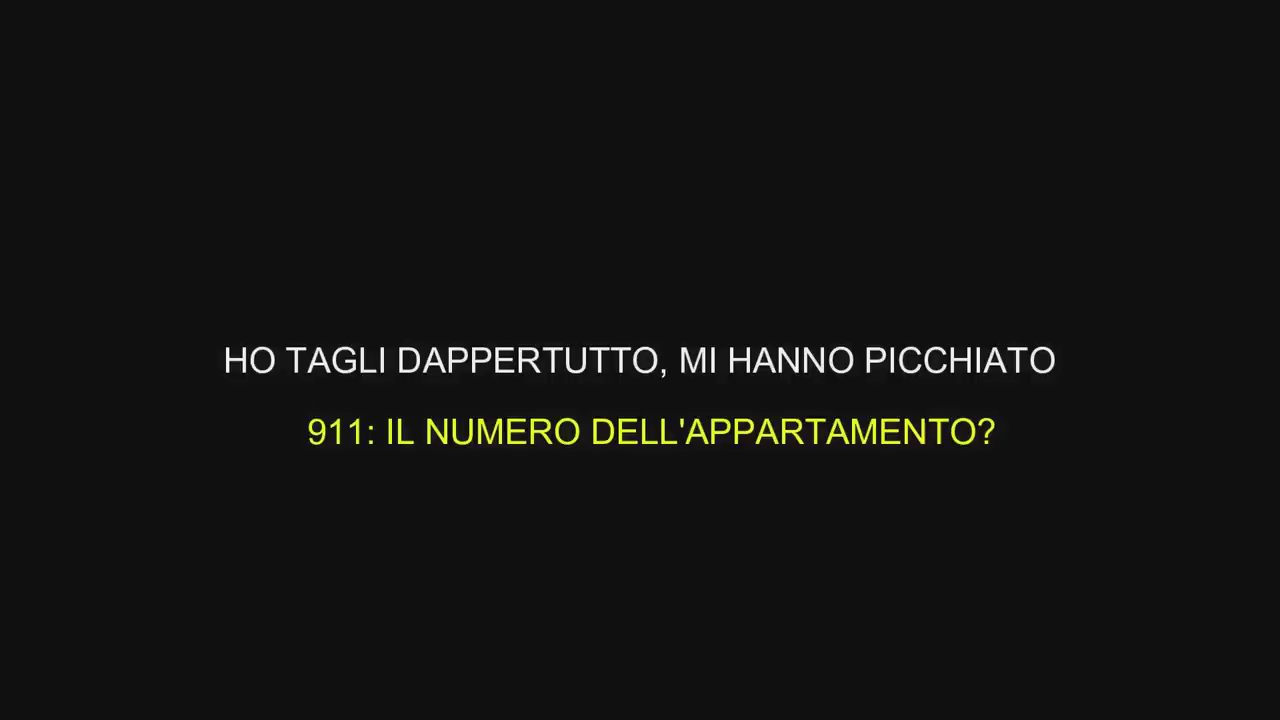 HO TAGLI DAPPERTUTTO, MI HANNO PICCHIATO
911: IL NUMERO DELL'APPARTAMENTO?